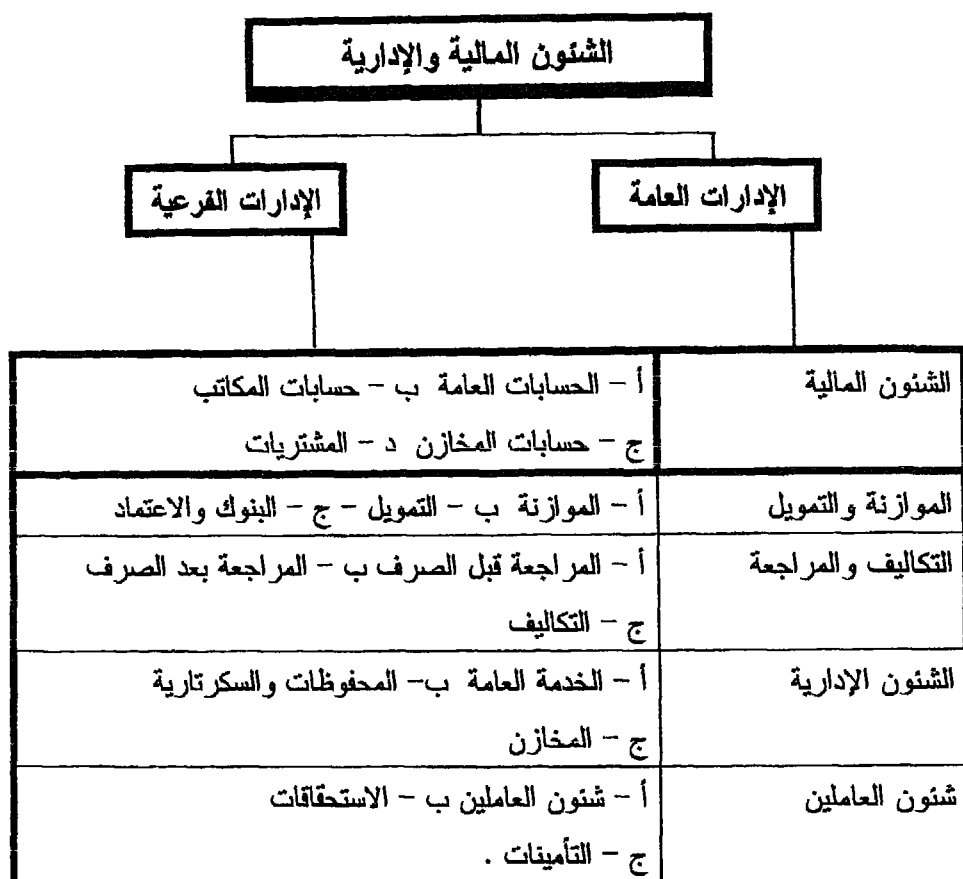 الشئون المالية والإدارية
الإدارات العامة
الإدارات الفرعية
الشئون المالية
أ – الحسابات العامة ب – حسابات المكاتب
ج – حسابات المخازن د – المشتريات
الموازنة والتمويل
أ – الموازنة ب – التمويل – ج – البنوك والاعتماد
التكاليف والمراجعة
أ – المراجعة قبل الصرف ب – المراجعة بعد الصرف
ج – التكاليف
الشئون الإدارية
أ – الخدمة العامة ب– المحفوظات والسكرتارية
ج – المخازن
شئون العاملين
أ – شئون العاملين ب – الاستحقاقات
ج – التأمينات .